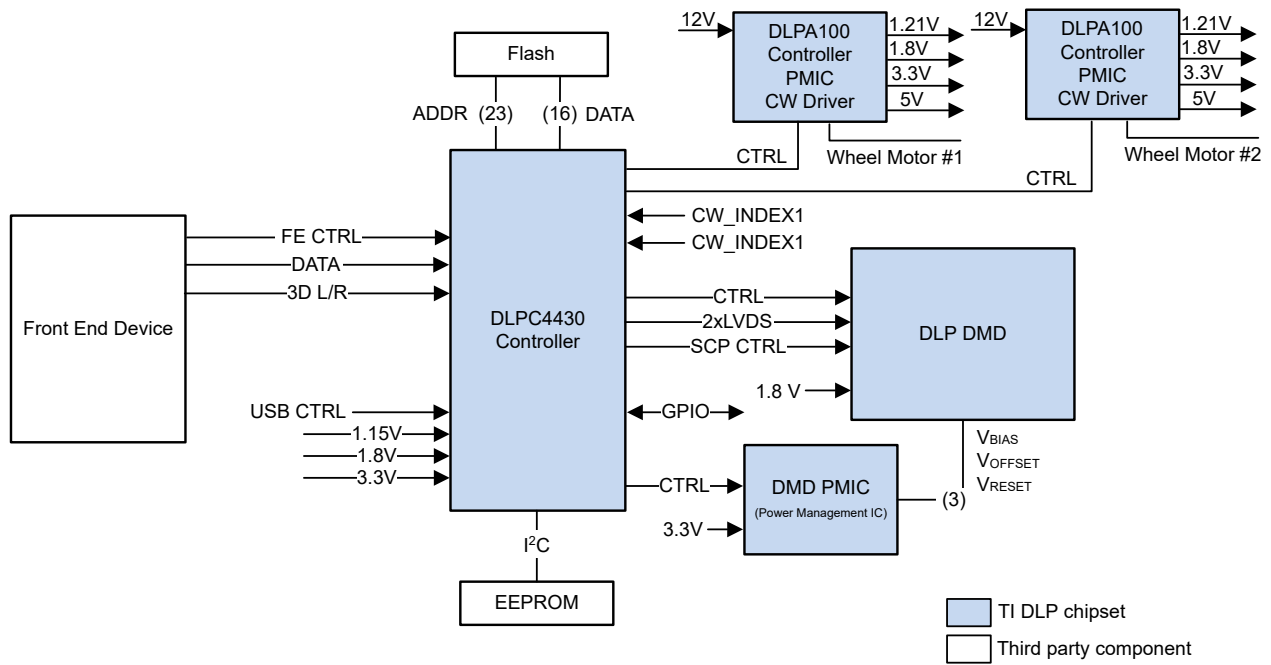 12V
DLPA100
Controller
PMIC
CW Driver
1.21V
1.8V
3.3V
5V
12V
DLPA100
Controller
PMIC
CW Driver
1.21V
1.8V
3.3V
5V
Flash
ADDR (23)
(16) DATA
CTRL
Wheel Motor #1
CTRL
Wheel Motor #2
Front End Device
FE CTRL
DATA
3D L/R
DLPC4430
Controller
CW_INDEX1
CW_INDEX1
CTRL
2xLVDS
SCP CTRL
1.8 V
DLP DMD
USB CTRL
1.15V
1.8V
3.3V
GPIO
CTRL
3.3V
DMD PMIC
(Power Management IC)
(3)
VBIAS
VOFFSET
VRESET
I²C
EEPROM
TI DLP chipset
Third party component